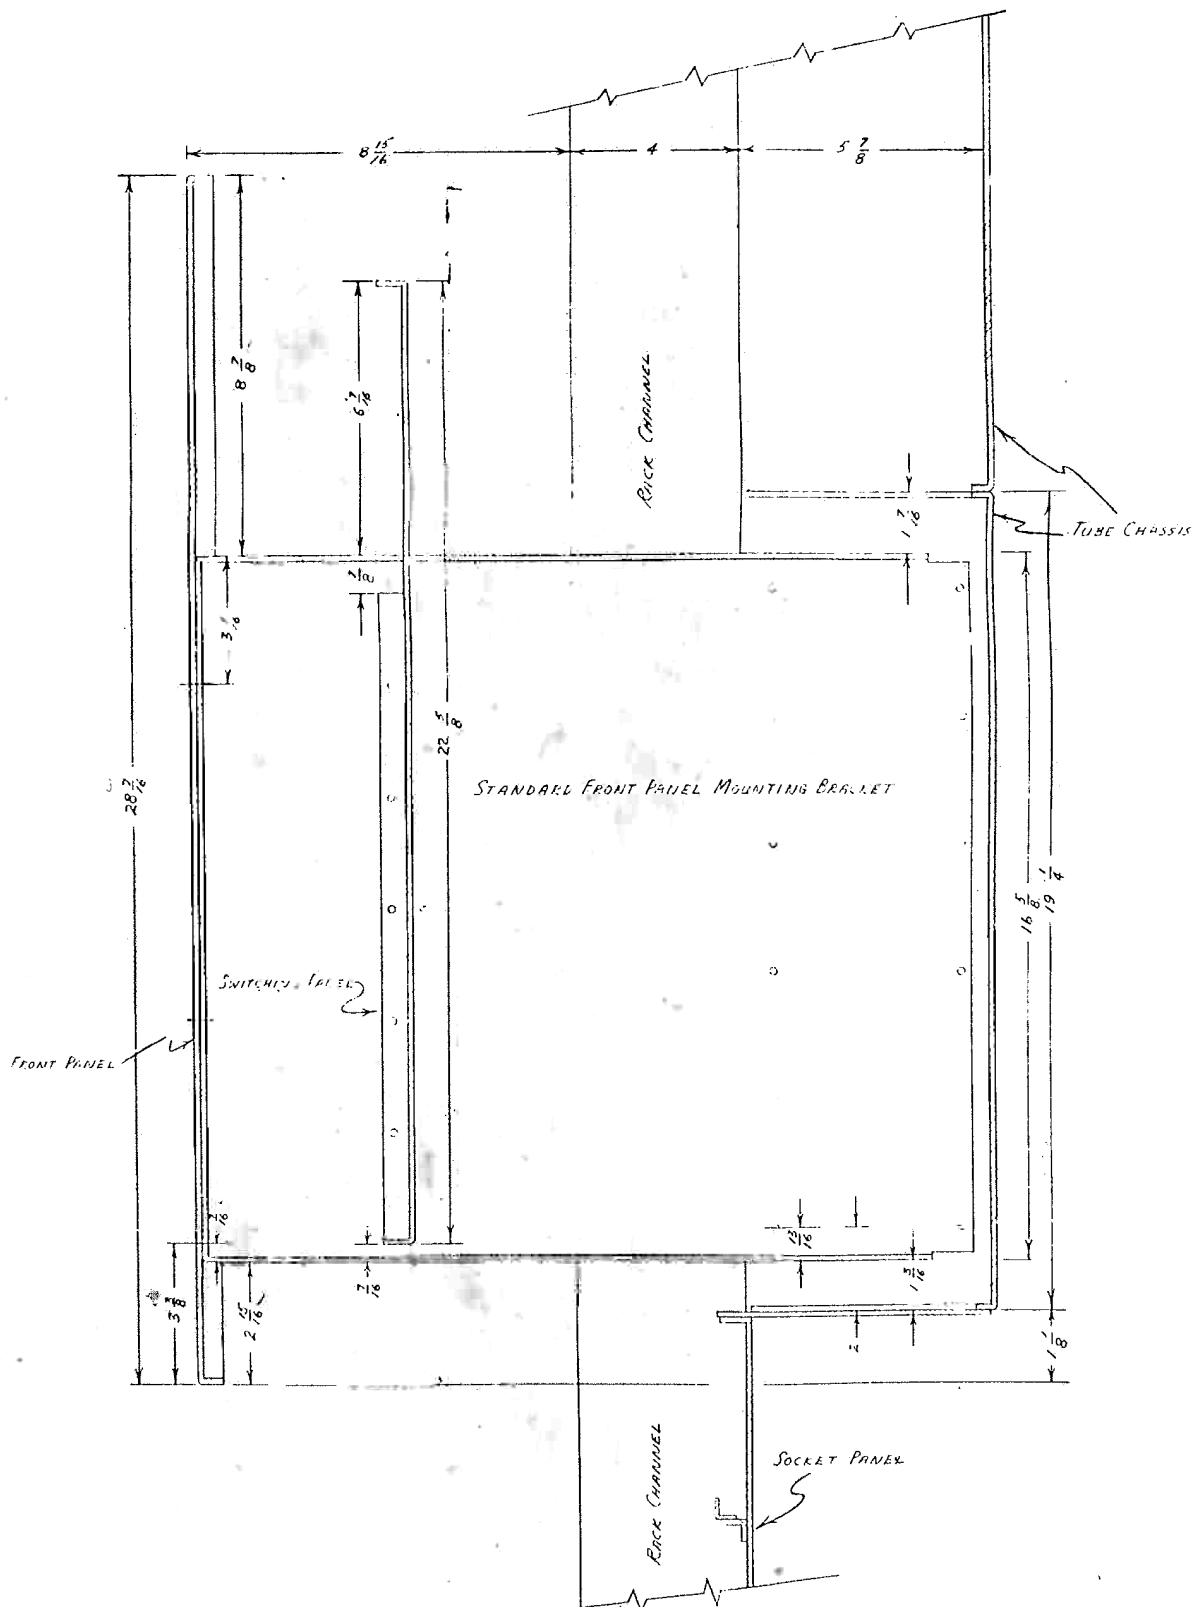 8 15/16
4
5 7/8
8 7/8
6 7/16
RACK CHANNEL
1 7/16
TUBE CHASSIS
7/8
22 5/8
28 7/16
STANDARD FRONT PANEL MOUNTING BRACKET
16 5/8
19 1/4
PANEL
FRONT PANEL
7/16
13/16
1 3/16
7/16
3 3/8
2 15/16
2
1 1/8
RACK CHANNEL
SOCKET PANEL